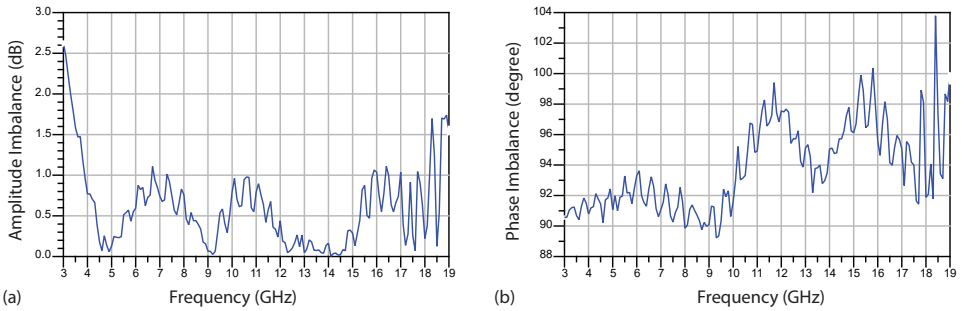 Amplitude Imbalance (dB)
3.0
2.5
2.0
1.5
1.0
0.5
0.0
3 4 5 6 7 8 9 10 11 12 13 14 15 16 17 18 19
(a) Frequency (GHz)
Phase Imbalance (degree)
104
102
100
98
96
94
92
90
88
3 4 5 6 7 8 9 10 11 12 13 14 15 16 17 18 19
(b) Frequency (GHz)